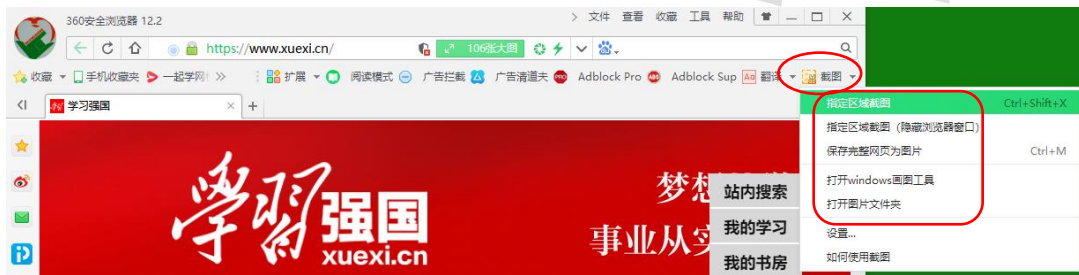 360安全浏览器 12.2
文件 查看 收藏 工具 帮助
https://www.xuexi.cn/
106张大图
收藏 手机收藏夹 一起学网 扩展 阅读模式 广告拦截 广告清道夫 Adblock Pro Adblock Sup 翻译 截图
学习强国
学习强国
xuexi.cn
梦想
事业从实
站内搜索
我的学习
我的书房
指定区域截图 Ctrl+Shift+X
指定区域截图（隐藏浏览器窗口）
保存完整网页为图片 Ctrl+M
打开windows画图工具
打开图片文件夹
设置...
如何使用截图